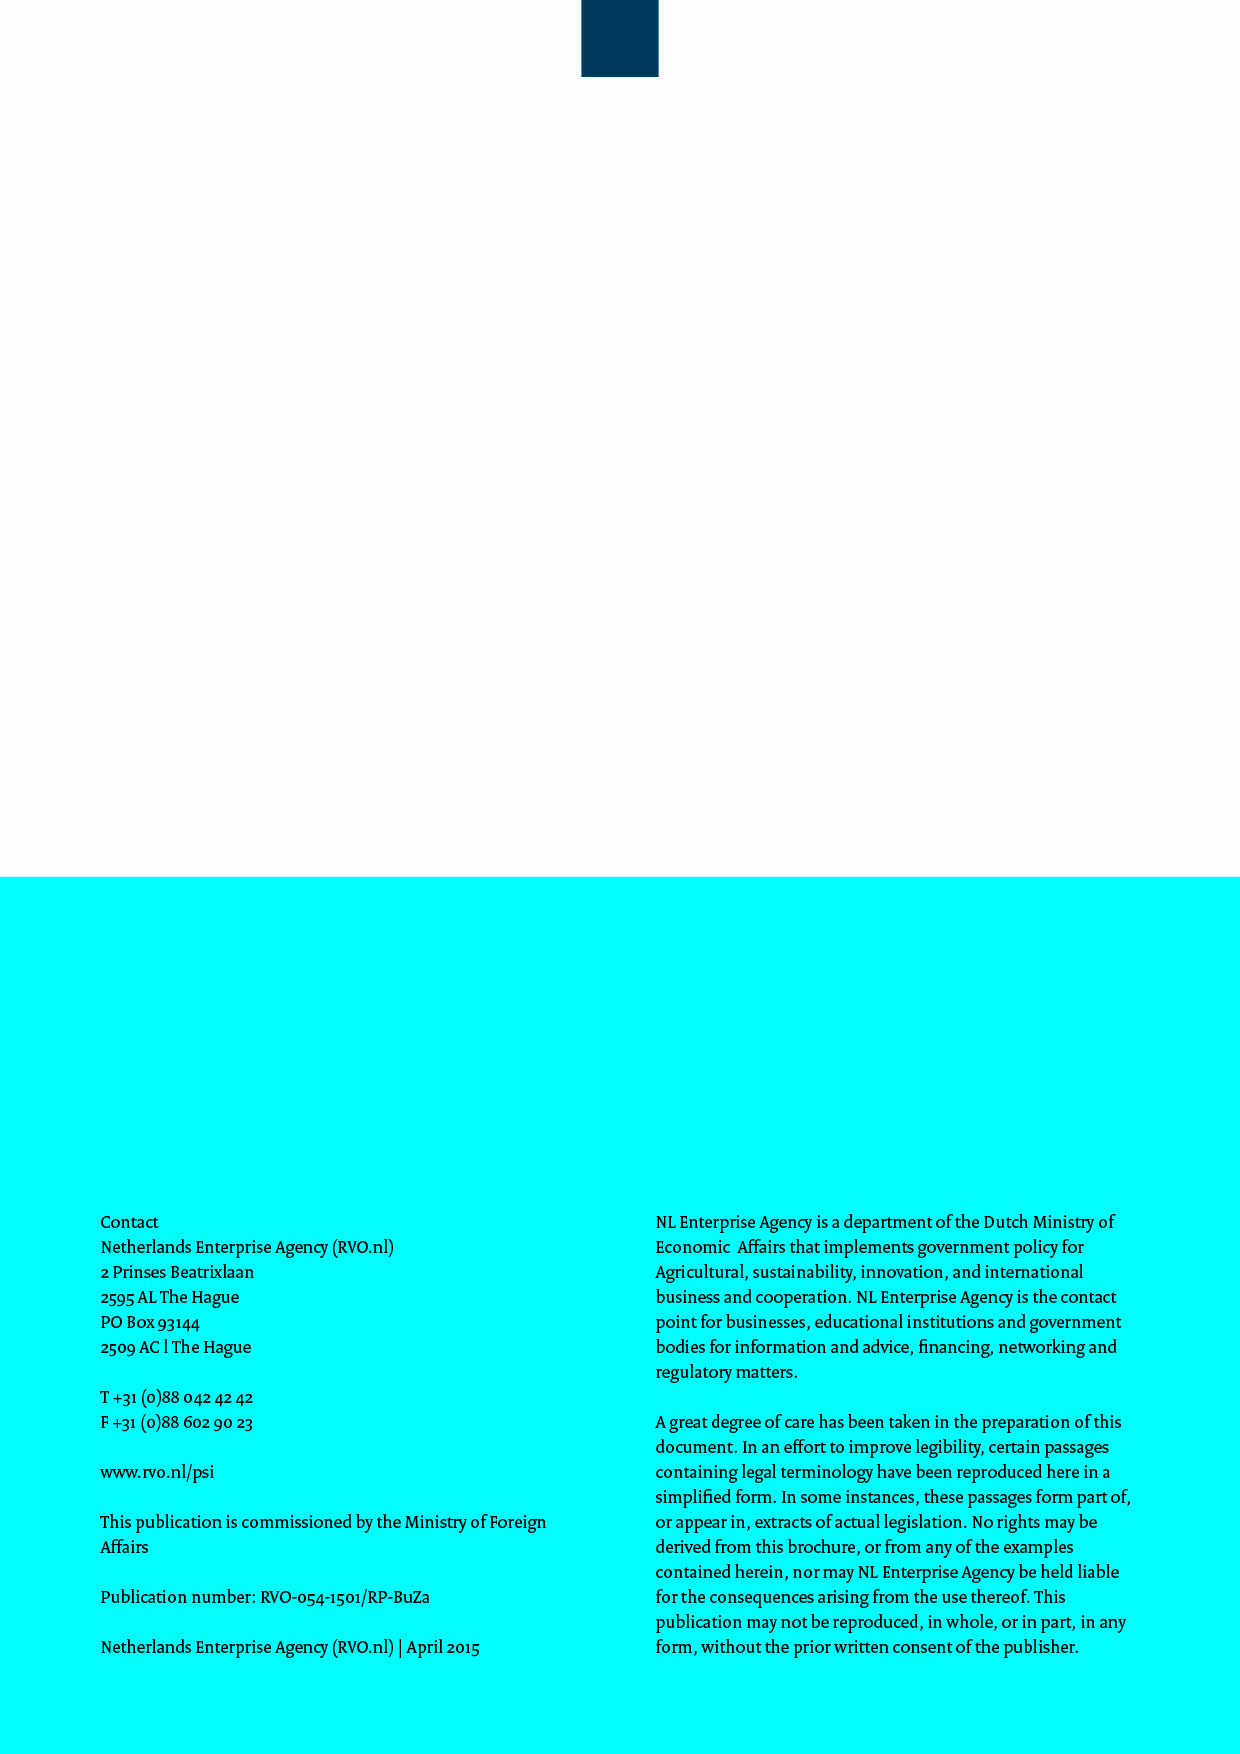 Contact
Netherlands Enterprise Agency (RVO.nl)
2 Prinses Beatrixlaan
2595 AL The Hague
PO Box 93144
2509 AC l The Hague
T +31 (0)88 042 42 42
F +31 (0)88 602 90 23
www.rvo.nl/psi
This publication is commissioned by the Ministry of Foreign
Affairs
Publication number: RVO-054-1501/RP-BuZa
Netherlands Enterprise Agency (RVO.nl) | April 2015
NL Enterprise Agency is a department of the Dutch Ministry of
Economic  Affairs that implements government policy for
Agricultural, sustainability, innovation, and international
business and cooperation. NL Enterprise Agency is the contact
point for businesses, educational institutions and government
bodies for information and advice, financing, networking and
regulatory matters.
A great degree of care has been taken in the preparation of this
document. In an effort to improve legibility, certain passages
containing legal terminology have been reproduced here in a
simplified form. In some instances, these passages form part of,
or appear in, extracts of actual legislation. No rights may be
derived from this brochure, or from any of the examples
contained herein, nor may NL Enterprise Agency be held liable
for the consequences arising from the use thereof. This
publication may not be reproduced, in whole, or in part, in any
form, without the prior written consent of the publisher.